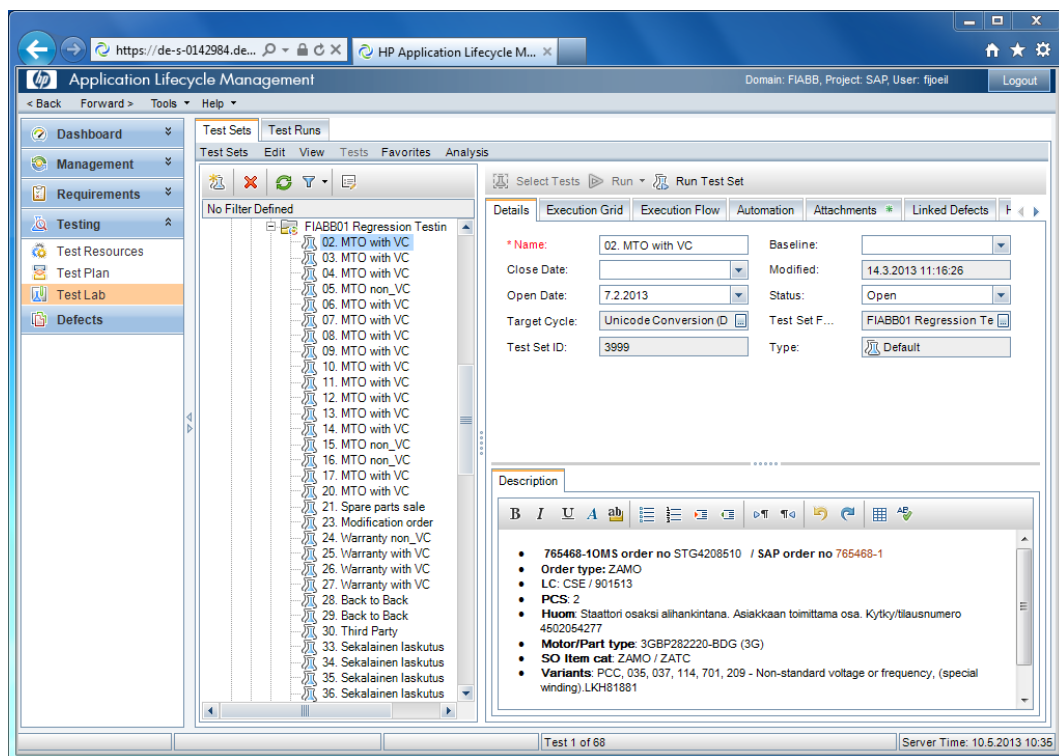 https://de-s-0142984.de...
HP Application Lifecycle M...
hp Application Lifecycle Management
Domain: FIABB, Project: SAP, User: fijoeil
Logout
< Back Forward > Tools Help
Dashboard
Management
Requirements
Testing
Test Resources
Test Plan
Test Lab
Defects
Test Sets Test Runs
Test Sets Edit View Tests Favorites Analysis
No Filter Defined
FIABB01 Regression Testin
02. MTO with VC
03. MTO with VC
04. MTO with VC
05. MTO non_VC
06. MTO with VC
07. MTO with VC
08. MTO with VC
09. MTO with VC
10. MTO with VC
11. MTO with VC
12. MTO with VC
13. MTO with VC
14. MTO with VC
15. MTO non_VC
16. MTO non_VC
17. MTO with VC
20. MTO with VC
21. Spare parts sale
23. Modification order
24. Warranty non_VC
25. Warranty with VC
26. Warranty with VC
27. Warranty with VC
28. Back to Back
29. Back to Back
30. Third Party
33. Sekalainen laskutus
34. Sekalainen laskutus
35. Sekalainen laskutus
36. Sekalainen laskutus
Select Tests Run Run Test Set
Details Execution Grid Execution Flow Automation Attachments * Linked Defects H
*Name: 02. MTO with VC Baseline:
Close Date: Modified: 14.3.2013 11:16:26
Open Date: 7.2.2013 Status: Open
Target Cycle: Unicode Conversion (D Test Set F... FIABB01 Regression Te
Test Set ID: 3999 Type: Default
Description
B I U A ab
• 765468-1OMS order no STG4208510 / SAP order no 765468-1
• Order type: ZAMO
• LC: CSE / 901513
• PCS: 2
• Huom: Staattori osaksi alihankintana. Asiakkaan toimittama osa. Kytky/tilausnumero
4502054277
• Motor/Part type: 3GBP282220-BDG (3G)
• SO Item cat: ZAMO / ZATC
• Variants: PCC, 035, 037, 114, 701, 209 - Non-standard voltage or frequency, (special
winding).LKH81881
Test 1 of 68
Server Time: 10.5.2013 10:35